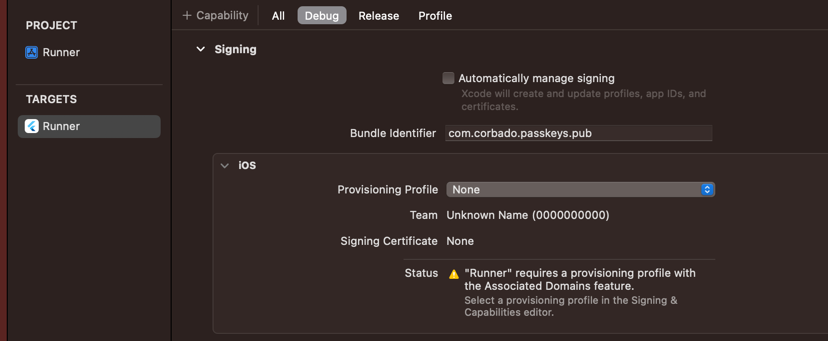 PROJECT
Runner
TARGETS
Runner
+ Capability All Debug Release Profile
Signing
Automatically manage signing
Xcode will create and update profiles, app IDs, and
certificates.
Bundle Identifier com.corbado.passkeys.pub
iOS
Provisioning Profile None
Team Unknown Name (0000000000)
Signing Certificate None
Status "Runner" requires a provisioning profile with
the Associated Domains feature.
Select a provisioning profile in the Signing &
Capabilities editor.